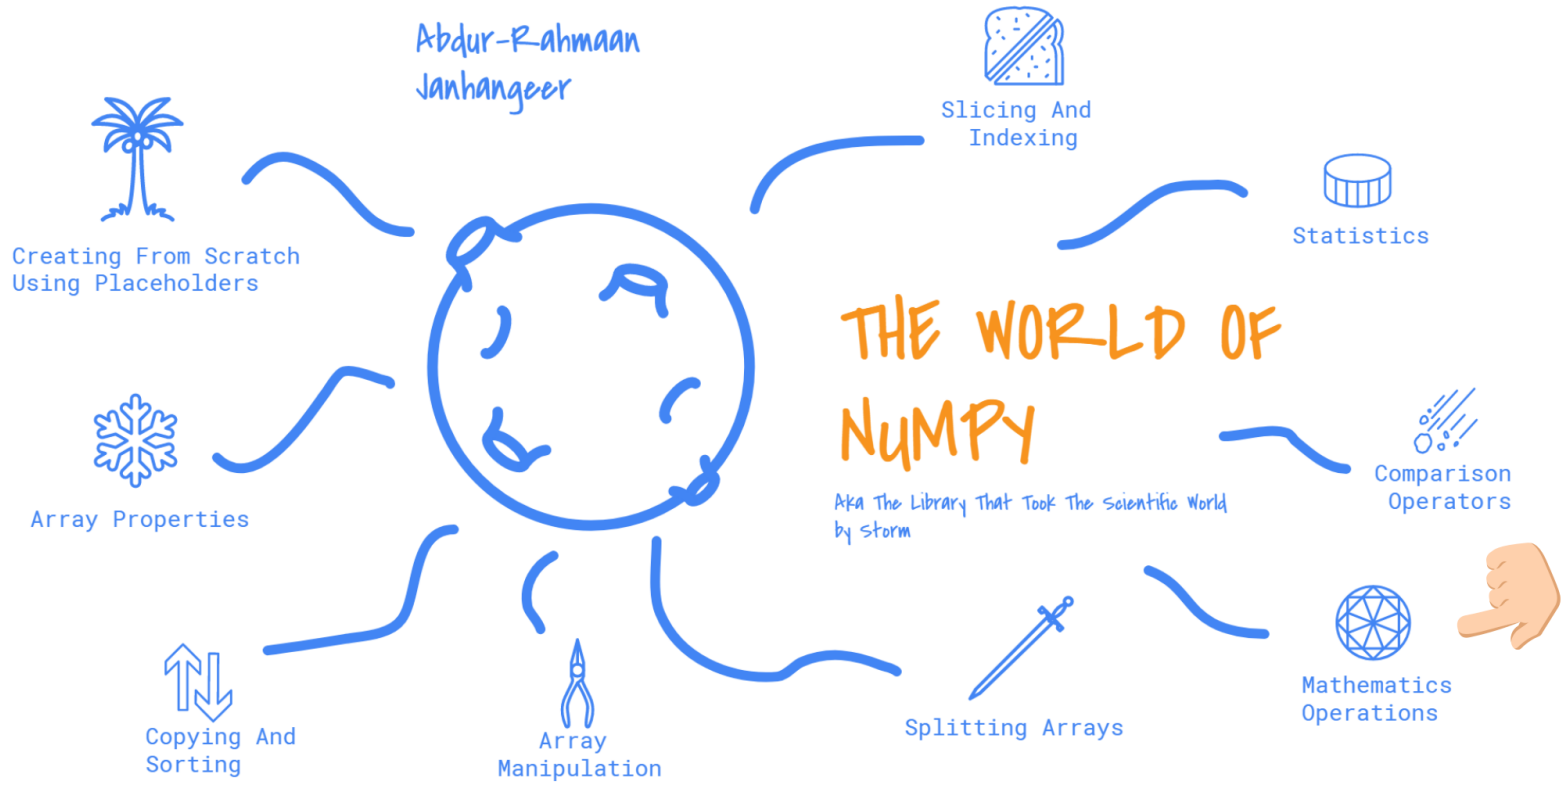 Abdur-Rahmaan
Janhangeer
Slicing And
Indexing
Statistics
Creating From Scratch
Using Placeholders
THE WORLD OF
NUMPY
Aka The Library That Took The Scientific World
by Storm
Comparison
Operators
Array Properties
Mathematics
Operations
Splitting Arrays
Copying And
Sorting
Array
Manipulation